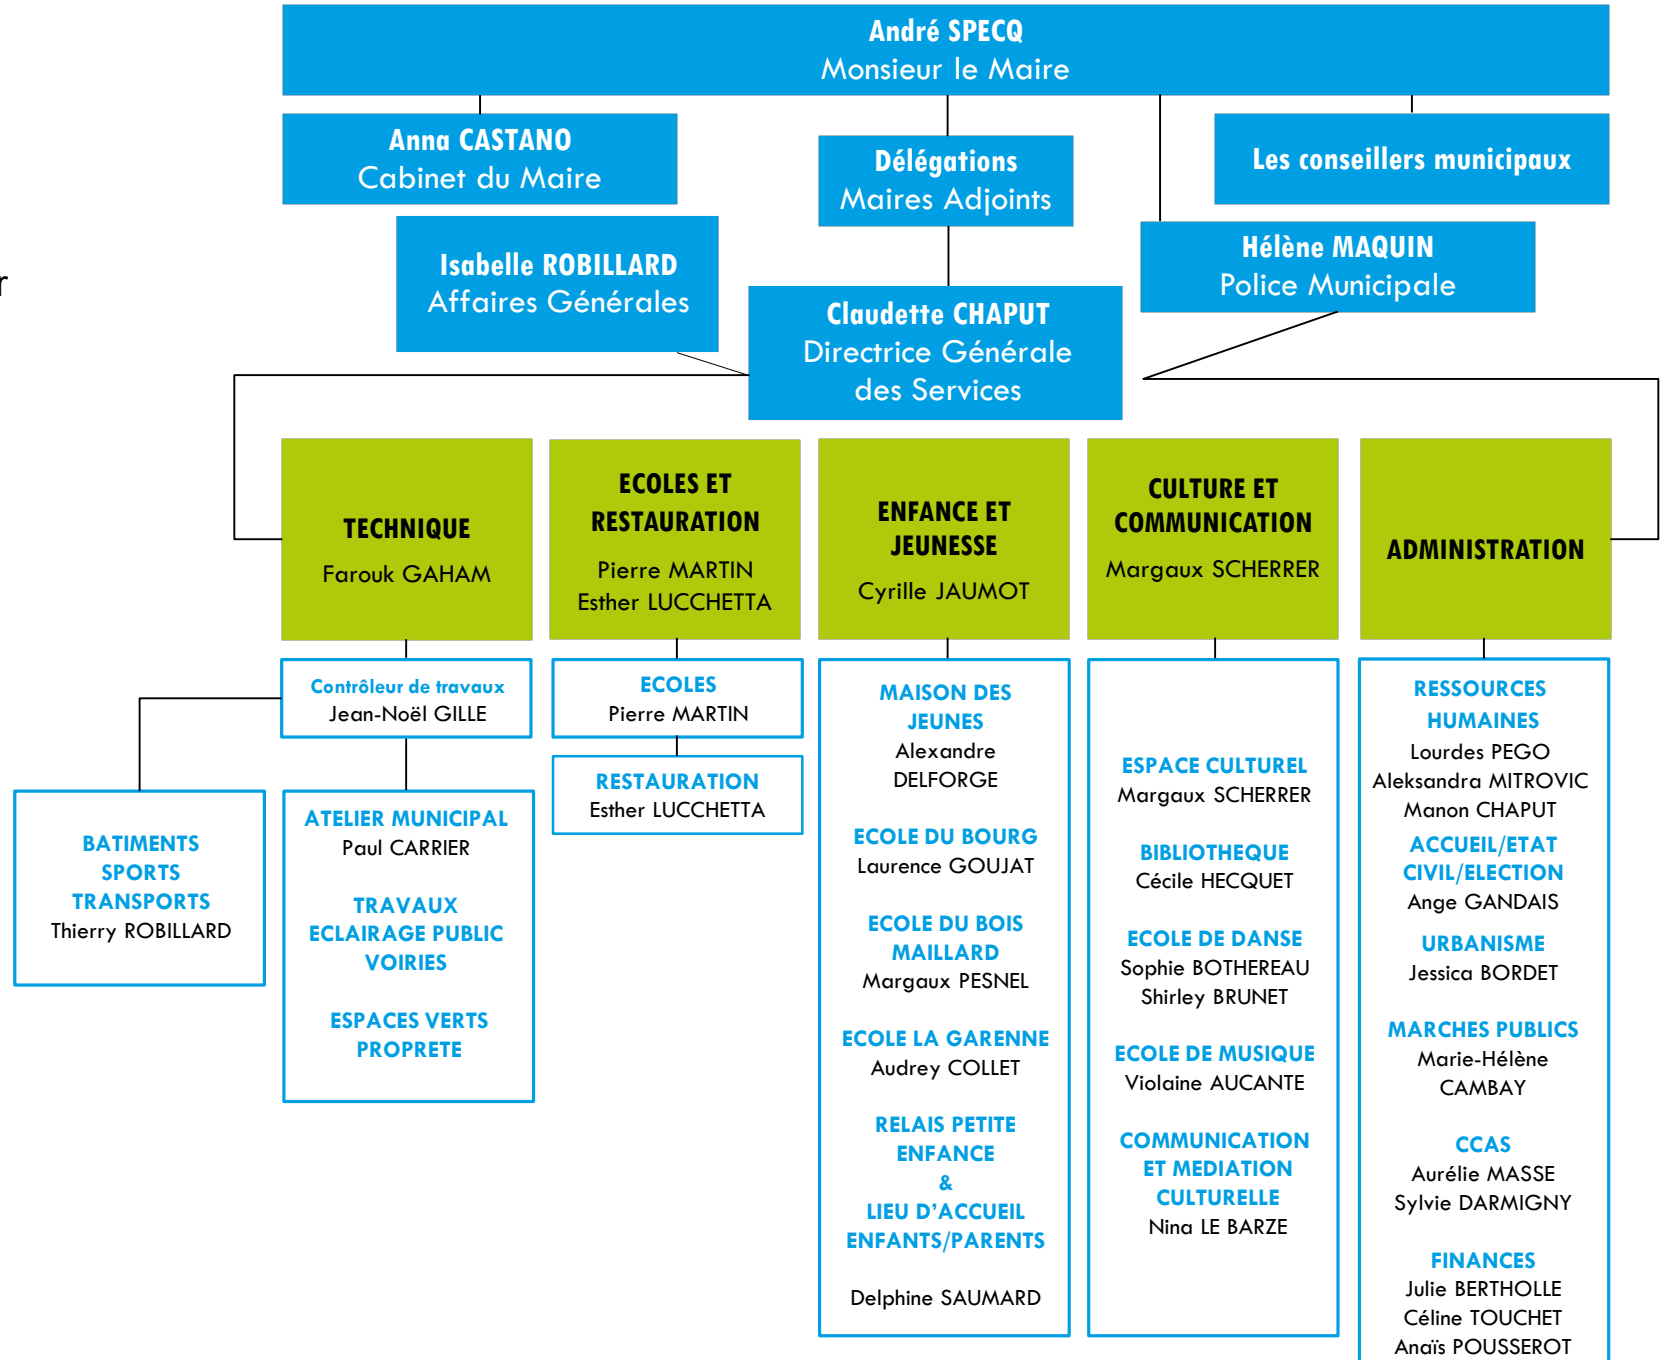 André SPECQ
Monsieur le Maire
Anna CASTANO
Cabinet du Maire
Délégations
Maires Adjoints
Les conseillers municipaux
Isabelle ROBILLARD
Affaires Générales
Hélène MAQUIN
Police Municipale
r
Claudette CHAPUT
Directrice Générale
des Services
TECHNIQUE
Farouk GAHAM
ECOLES ET
RESTAURATION
Pierre MARTIN
Esther LUCCHETTA
ENFANCE ET
JEUNESSE
Cyrille JAUMOT
CULTURE ET
COMMUNICATION
Margaux SCHERRER
ADMINISTRATION
Contrôleur de travaux
Jean-Noël GILLE
BATIMENTS
SPORTS
TRANSPORTS
Thierry ROBILLARD
ATELIER MUNICIPAL
Paul CARRIER
TRAVAUX
ECLAIRAGE PUBLIC
VOIRIES
ESPACES VERTS
PROPRETE
ECOLES
Pierre MARTIN
RESTAURATION
Esther LUCCHETTA
MAISON DES
JEUNES
Alexandre
DELFORGE
ECOLE DU BOURG
Laurence GOUJAT
ECOLE DU BOIS
MAILLARD
Margaux PESNEL
ECOLE LA GARENNE
Audrey COLLET
RELAIS PETITE
ENFANCE
&
LIEU D’ACCUEIL
ENFANTS/PARENTS
Delphine SAUMARD
ESPACE CULTUREL
Margaux SCHERRER
BIBLIOTHEQUE
Cécile HECQUET
ECOLE DE DANSE
Sophie BOTHEREAU
Shirley BRUNET
ECOLE DE MUSIQUE
Violaine AUCANTE
COMMUNICATION
ET MEDIATION
CULTURELLE
Nina LE BARZE
RESSOURCES
HUMAINES
Lourdes PEGO
Aleksandra MITROVIC
Manon CHAPUT
ACCUEIL/ETAT
CIVIL/ELECTION
Ange GANDAIS
URBANISME
Jessica BORDET
MARCHES PUBLICS
Marie-Hélène
CAMBAY
CCAS
Aurélie MASSE
Sylvie DARMIGNY
FINANCES
Julie BERTHOLLE
Céline TOUCHET
Anaïs POUSSEROT